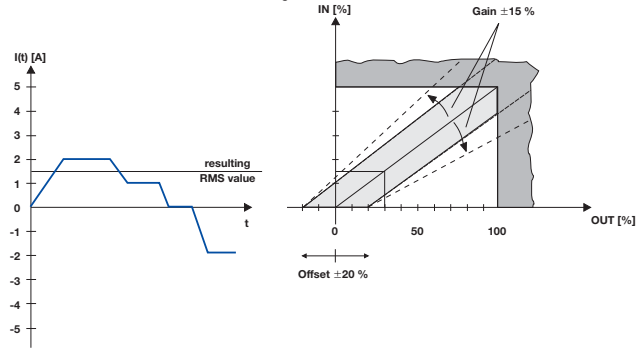 I(t) [A]
5
4
3
2
1
0
-1
-2
-3
-4
-5
resulting
RMS value
t
IN [%]
Gain ±15 %
OUT [%]
0
50
100
Offset ±20 %